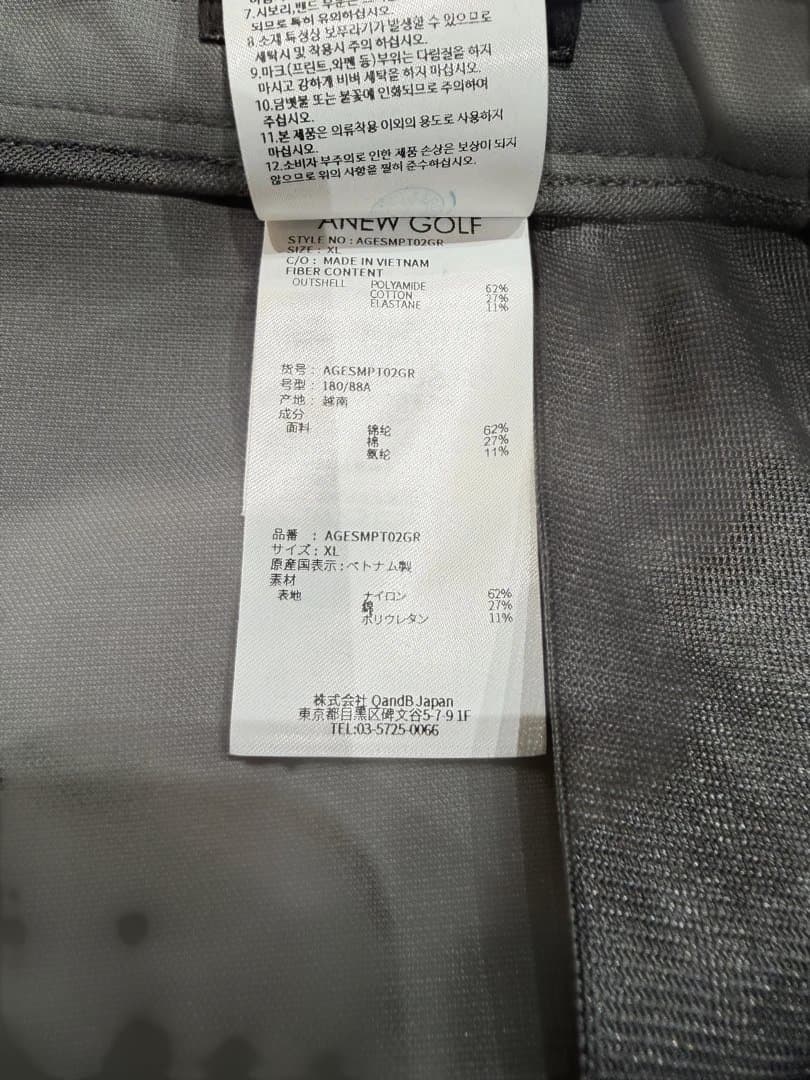 7.시보리,밴드 부분은
되므로 특히 유의하십시오.
8.소재 특성상 보푸라기가 발생할 수 있으므로
세탁시 및 착용시 주의 하십시오.
9.마크(프린트,와펜 등)부위는 다림질을 하지
마시고 강하게 비벼 세탁을 하지 마십시오.
10.담뱃불 또는 불꽃에 인화되므로 주의하여
주십시오.
11.본 제품은 의류착용 이외의 용도로 사용하지
마십시오.
12.소비자 부주의로 인한 제품 손상은 보상이 되지
않으므로 위의 사항을 필히 준수하십시오.
ANEW GOLF
STYLE NO : AGESMPT02GR
SIZE : XL
C/O : MADE IN VIETNAM
FIBER CONTENT
OUTSHELL POLYAMIDE 62%
COTTON 27%
ELASTANE 11%
货号 : AGESMPT02GR
号型 : 180/88A
产地 : 越南
成分
面料 锦纶 62%
棉 27%
氨纶 11%
品番 : AGESMPT02GR
サイズ : XL
原産国表示 : ベトナム製
素材
表地 ナイロン 62%
綿 27%
ポリウレタン 11%
株式会社 QandB Japan
東京都目黒区碑文谷5-7-9 1F
TEL:03-5725-0066